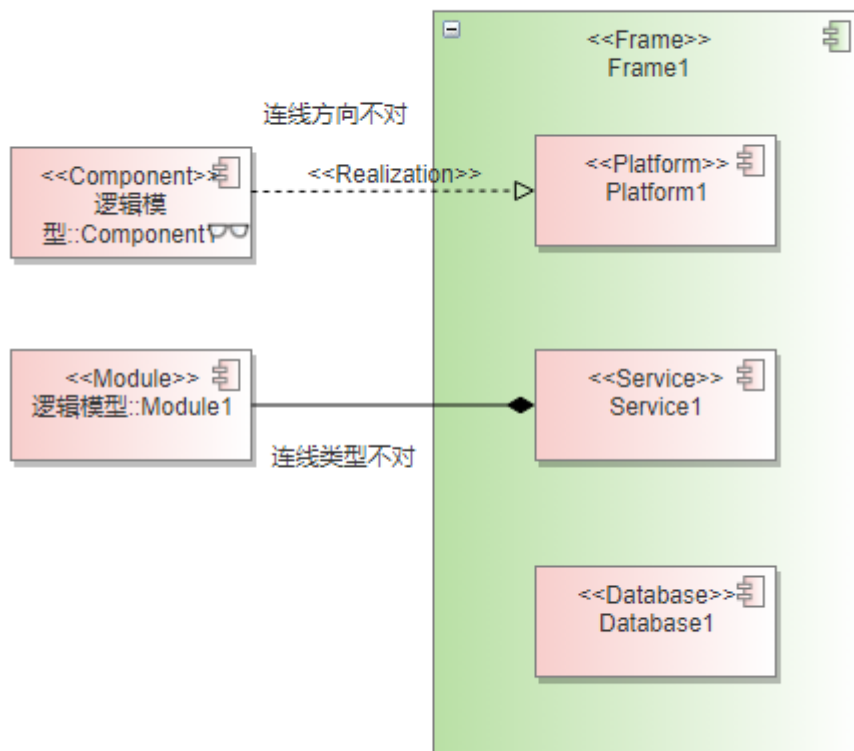 <<Frame>>
Frame1
连线方向不对
<<Component>>
逻辑模
型::Component1
<<Realization>>
<<Platform>>
Platform1
<<Module>>
逻辑模型::Module1
<<Service>>
Service1
连线类型不对
<<Database>>
Database1